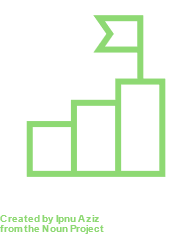 Created by Ipnu Aziz
from the Noun Project